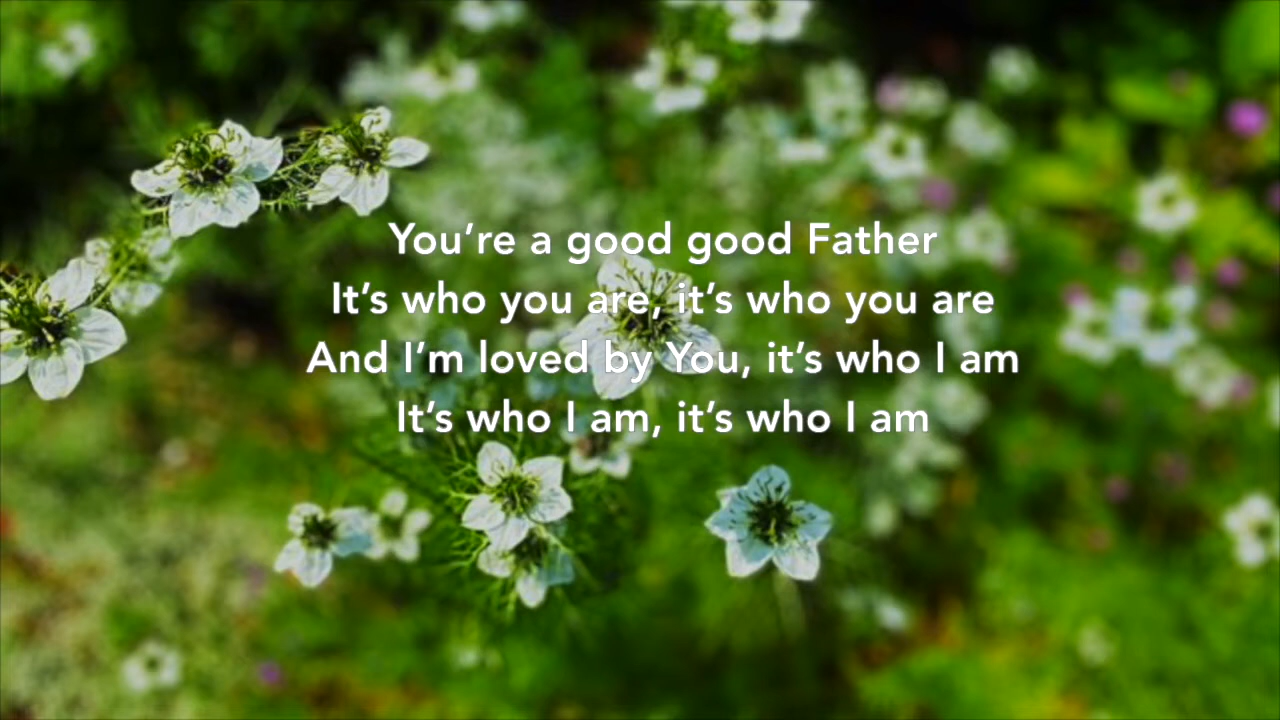 You’re a good good Father
It’s who you are, it’s who you are
And I’m loved by You, it’s who I am
It’s who I am, it’s who I am